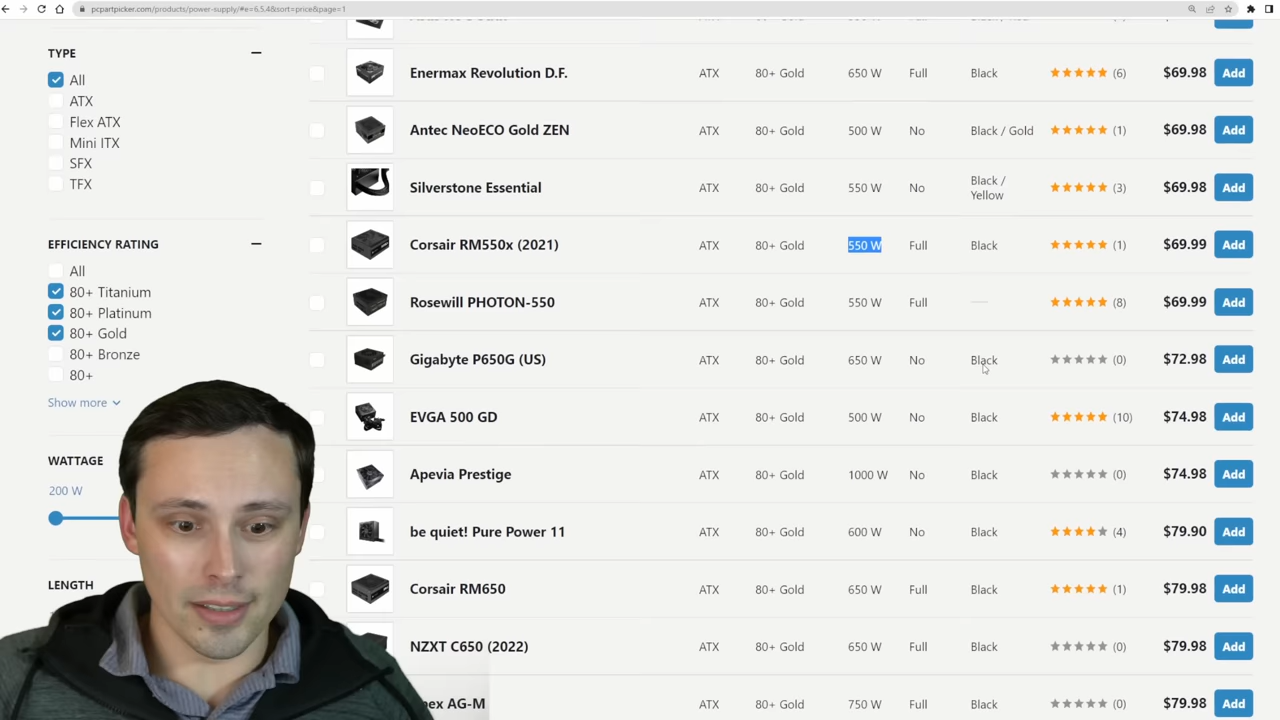 pcpartpicker.com/products/power-supply/#e=6,5,4&sort=price&page=1
TYPE
All
ATX
Flex ATX
Mini ITX
SFX
TFX
EFFICIENCY RATING
All
80+ Titanium
80+ Platinum
80+ Gold
80+ Bronze
80+
Show more
WATTAGE
200 W
LENGTH
Enermax Revolution D.F. ATX 80+ Gold 650 W Full Black (6) $69.98 Add
Antec NeoECO Gold ZEN ATX 80+ Gold 500 W No Black / Gold (1) $69.98 Add
Silverstone Essential ATX 80+ Gold 550 W No Black / (3) $69.98 Add
Yellow
Corsair RM550x (2021) ATX 80+ Gold 550 W Full Black (1) $69.99 Add
Rosewill PHOTON-550 ATX 80+ Gold 550 W Full (8) $69.99 Add
Gigabyte P650G (US) ATX 80+ Gold 650 W No Black (0) $72.98 Add
EVGA 500 GD ATX 80+ Gold 500 W No Black (10) $74.98 Add
Apevia Prestige ATX 80+ Gold 1000 W No Black (0) $74.98 Add
be quiet! Pure Power 11 ATX 80+ Gold 600 W No Black (4) $79.90 Add
Corsair RM650 ATX 80+ Gold 650 W Full Black (1) $79.98 Add
NZXT C650 (2022) ATX 80+ Gold 650 W Full Black (0) $79.98 Add
AG-M ATX 80+ Gold 750 W Full Black (0) $79.98 Add